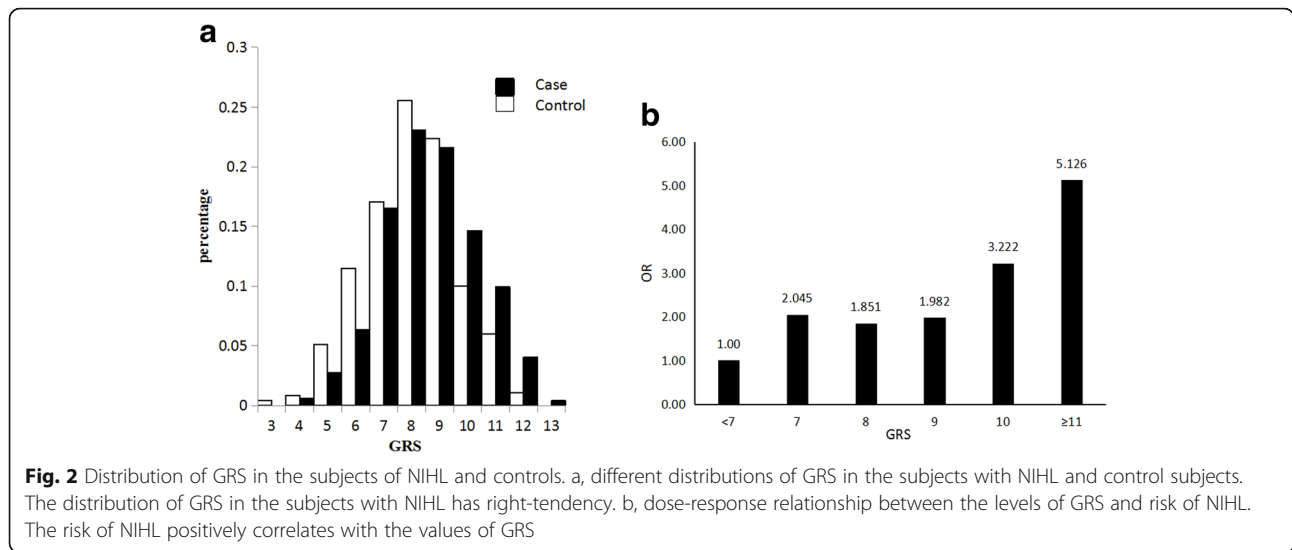 a
0.3
0.25
0.2
0.15
0.1
0.05
0
percentage
3 4 5 6 7 8 9 10 11 12 13
GRS
Case
Control
b
6.00
5.00
4.00
3.00
2.00
1.00
0.00
OR
1.00
2.045
1.851
1.982
3.222
5.126
<7 7 8 9 10 ≥11
GRS
Fig. 2 Distribution of GRS in the subjects of NIHL and controls. a, different distributions of GRS in the subjects with NIHL and control subjects.
The distribution of GRS in the subjects with NIHL has right-tendency. b, dose-response relationship between the levels of GRS and risk of NIHL.
The risk of NIHL positively correlates with the values of GRS